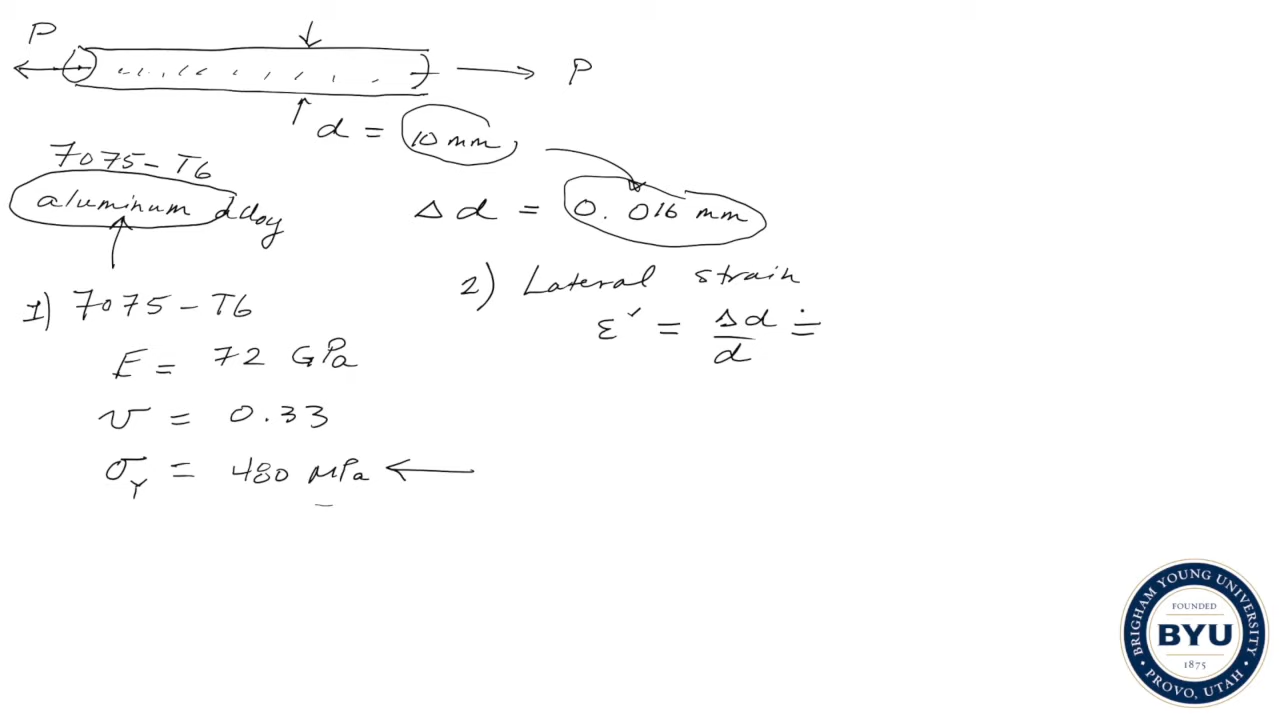 P
P
d = 10 mm
7075-T6
aluminum alloy
Δd = 0.016 mm
1) 7075-T6
E = 72 GPa
ν = 0.33
σY = 480 MPa
2) Lateral strain
ε' = Δd/d =
BRIGHAM YOUNG UNIVERSITY
FOUNDED
BYU
1875
PROVO, UTAH